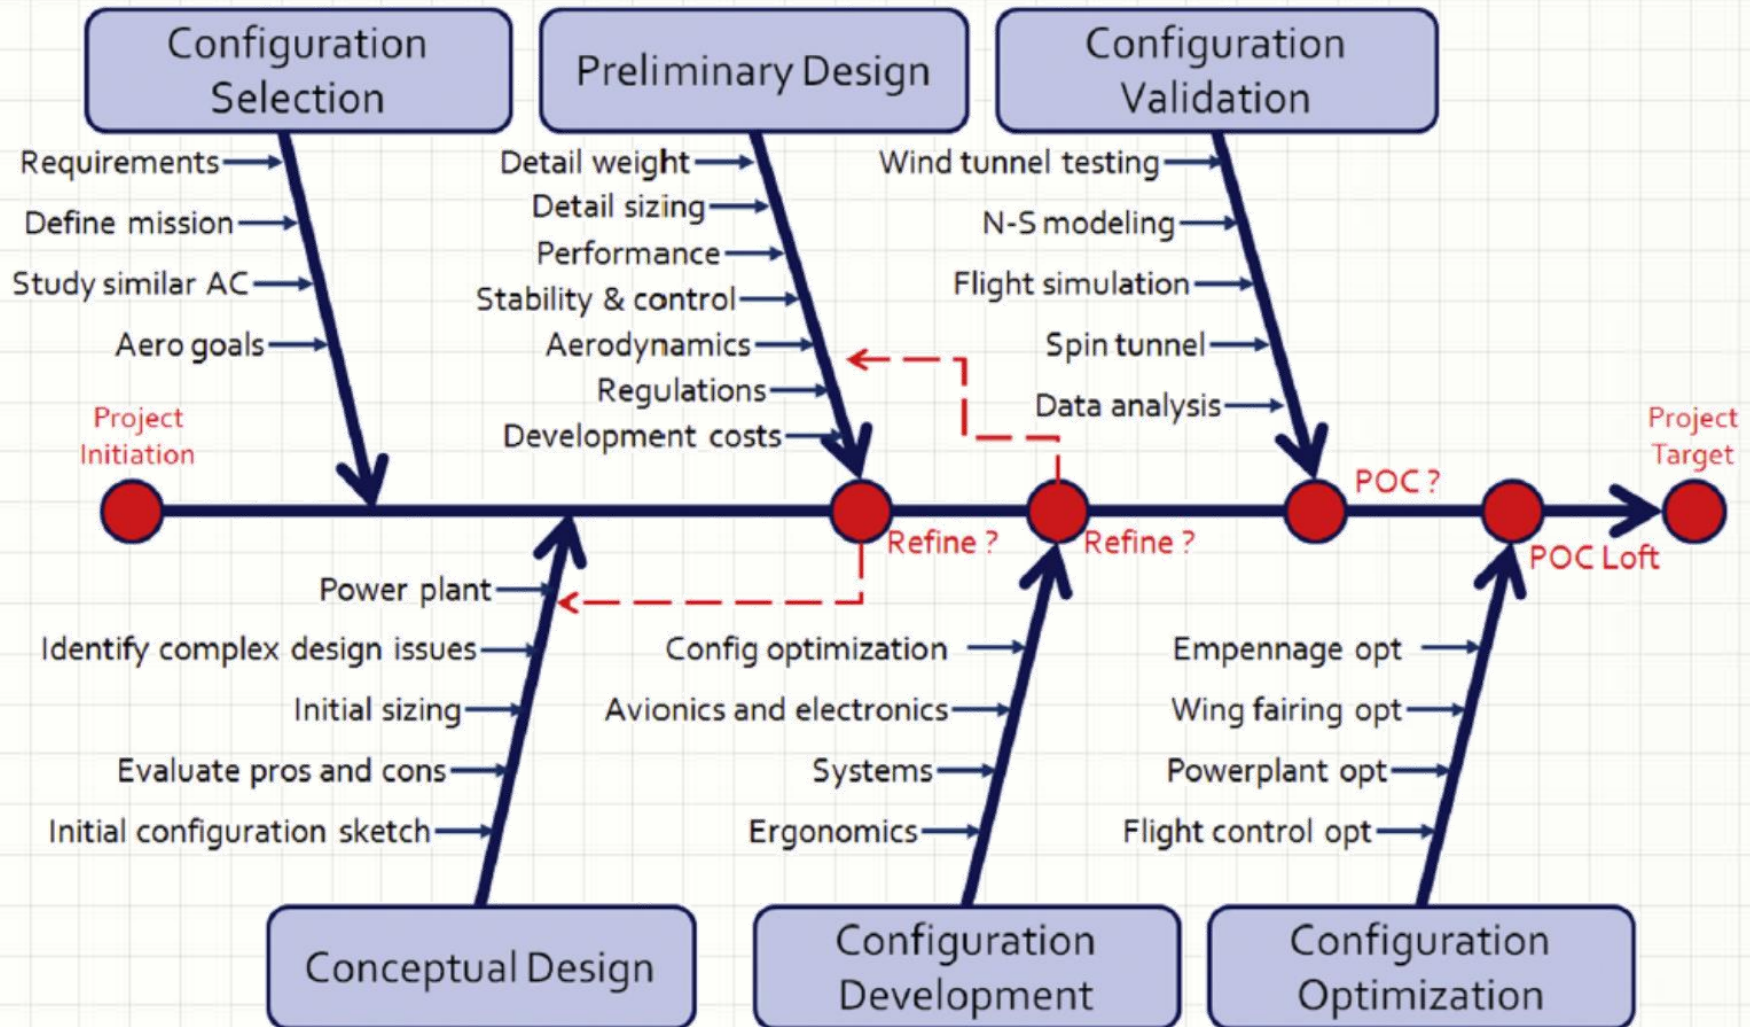 Configuration
Selection
Preliminary Design
Configuration
Validation
Requirements
Define mission
Study similar AC
Aero goals
Detail weight
Detail sizing
Performance
Stability & control
Aerodynamics
Regulations
Development costs
Wind tunnel testing
N-S modeling
Flight simulation
Spin tunnel
Data analysis
Project
Initiation
Refine ?
Refine ?
POC ?
POC Loft
Project
Target
Power plant
Identify complex design issues
Initial sizing
Evaluate pros and cons
Initial configuration sketch
Config optimization
Avionics and electronics
Systems
Ergonomics
Empennage opt
Wing fairing opt
Powerplant opt
Flight control opt
Conceptual Design
Configuration
Development
Configuration
Optimization